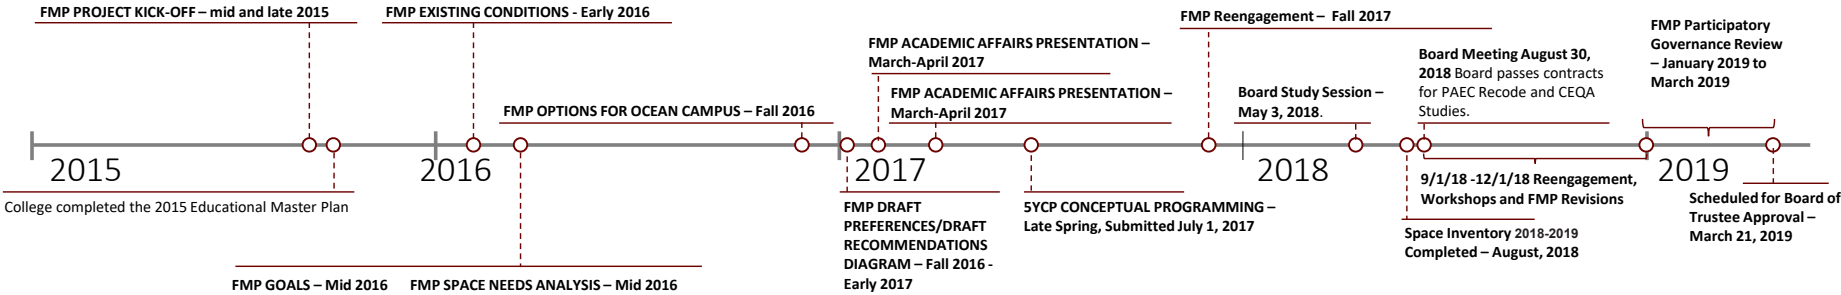 FMP PROJECT KICK-OFF – mid and late 2015
FMP EXISTING CONDITIONS - Early 2016
FMP OPTIONS FOR OCEAN CAMPUS – Fall 2016
FMP ACADEMIC AFFAIRS PRESENTATION –
March-April 2017
FMP ACADEMIC AFFAIRS PRESENTATION –
March-April 2017
FMP Reengagement – Fall 2017
Board Study Session –
May 3, 2018.
Board Meeting August 30,
2018 Board passes contracts
for PAEC Recode and CEQA
Studies.
FMP Participatory
Governance Review
– January 2019 to
March 2019
2015
2016
2017
2018
2019
College completed the 2015 Educational Master Plan
FMP GOALS – Mid 2016
FMP SPACE NEEDS ANALYSIS – Mid 2016
FMP DRAFT
PREFERENCES/DRAFT
RECOMMENDATIONS
DIAGRAM – Fall 2016 -
Early 2017
5YCP CONCEPTUAL PROGRAMMING –
Late Spring, Submitted July 1, 2017
9/1/18 -12/1/18 Reengagement,
Workshops and FMP Revisions
Space Inventory 2018-2019
Completed – August, 2018
Scheduled for Board of
Trustee Approval –
March 21, 2019